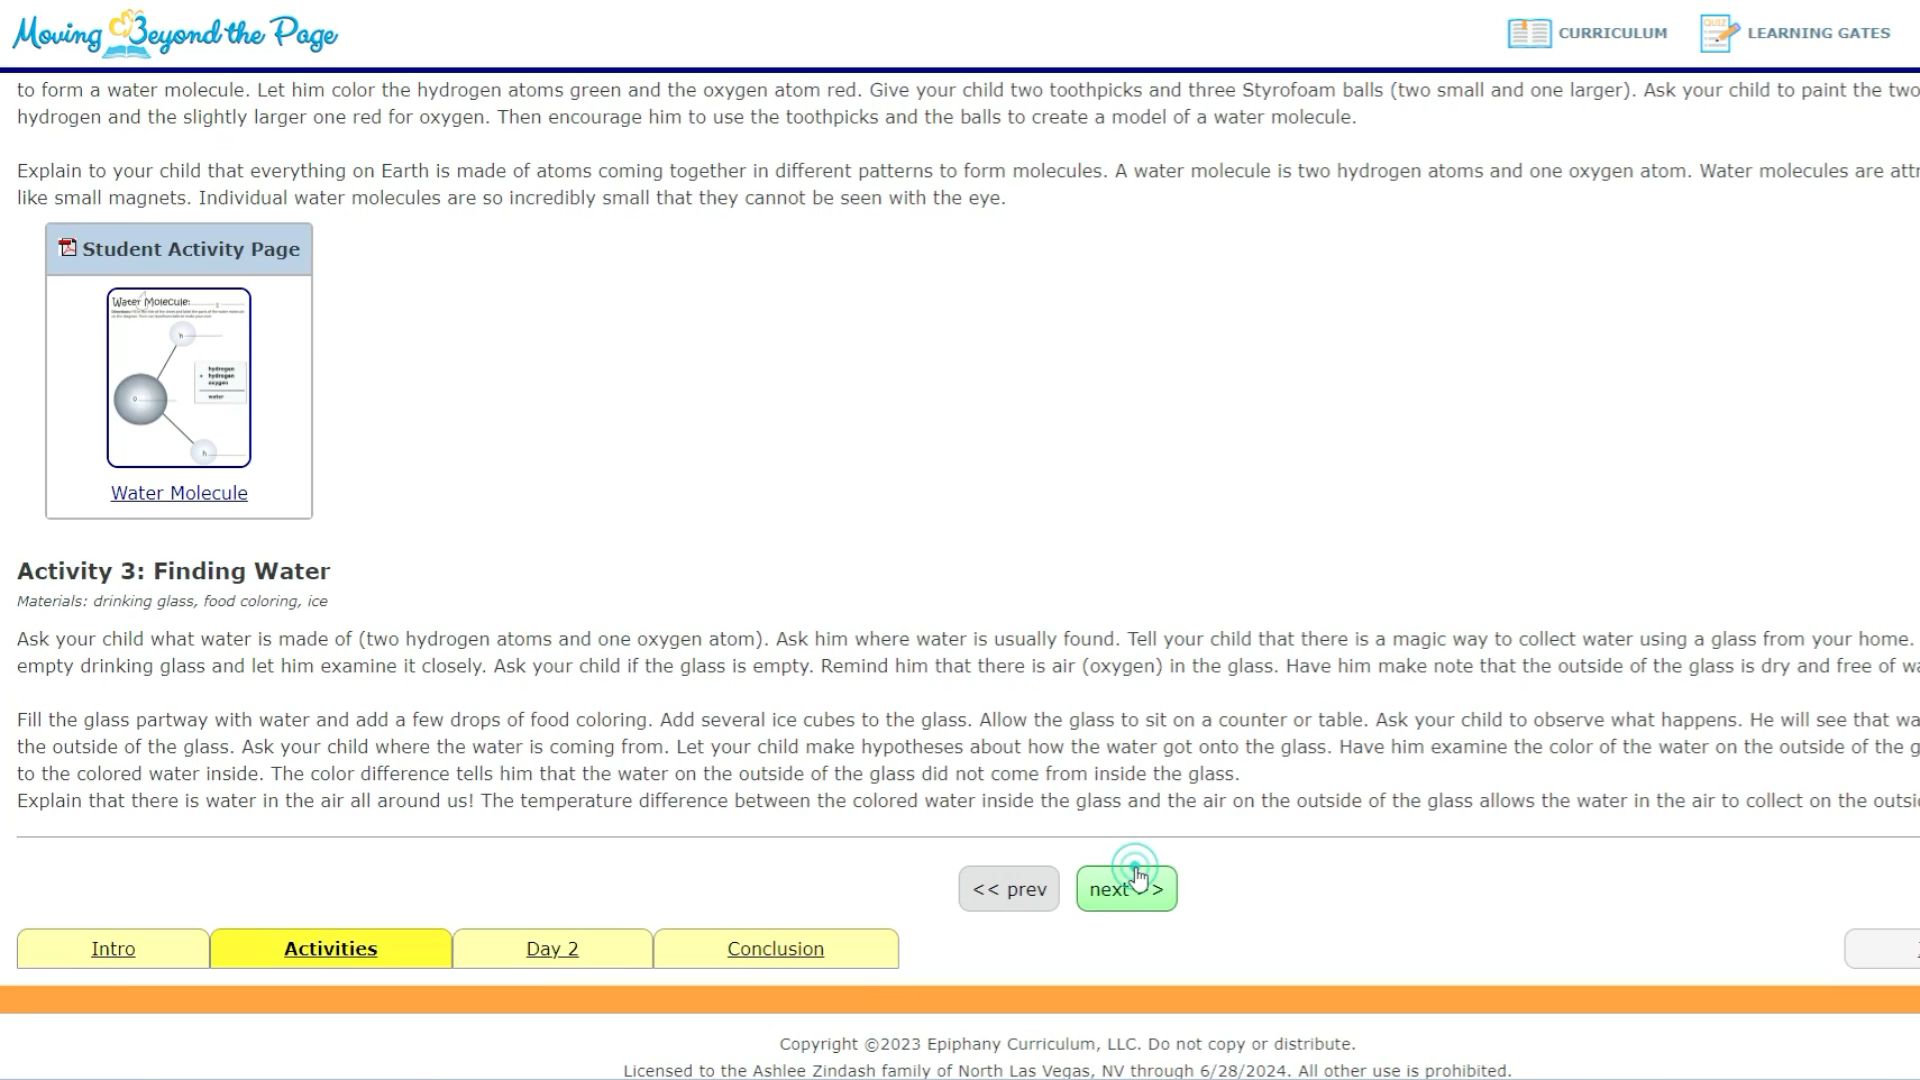 Moving Beyond the Page
CURRICULUM
LEARNING GATES
to form a water molecule. Let him color the hydrogen atoms green and the oxygen atom red. Give your child two toothpicks and three Styrofoam balls (two small and one larger). Ask your child to paint the two
hydrogen and the slightly larger one red for oxygen. Then encourage him to use the toothpicks and the balls to create a model of a water molecule.
Explain to your child that everything on Earth is made of atoms coming together in different patterns to form molecules. A water molecule is two hydrogen atoms and one oxygen atom. Water molecules are attr
like small magnets. Individual water molecules are so incredibly small that they cannot be seen with the eye.
Student Activity Page
Water Molecule:
h
hydrogen
+ hydrogen
oxygen
water
O
h
Water Molecule
Activity 3: Finding Water
Materials: drinking glass, food coloring, ice
Ask your child what water is made of (two hydrogen atoms and one oxygen atom). Ask him where water is usually found. Tell your child that there is a magic way to collect water using a glass from your home.
empty drinking glass and let him examine it closely. Ask your child if the glass is empty. Remind him that there is air (oxygen) in the glass. Have him make note that the outside of the glass is dry and free of wa
Fill the glass partway with water and add a few drops of food coloring. Add several ice cubes to the glass. Allow the glass to sit on a counter or table. Ask your child to observe what happens. He will see that wa
the outside of the glass. Ask your child where the water is coming from. Let your child make hypotheses about how the water got onto the glass. Have him examine the color of the water on the outside of the g
to the colored water inside. The color difference tells him that the water on the outside of the glass did not come from inside the glass.
Explain that there is water in the air all around us! The temperature difference between the colored water inside the glass and the air on the outside of the glass allows the water in the air to collect on the outsi
<< prev
next >>
Intro
Activities
Day 2
Conclusion
Copyright ©2023 Epiphany Curriculum, LLC. Do not copy or distribute.
Licensed to the Ashlee Zindash family of North Las Vegas, NV through 6/28/2024. All other use is prohibited.